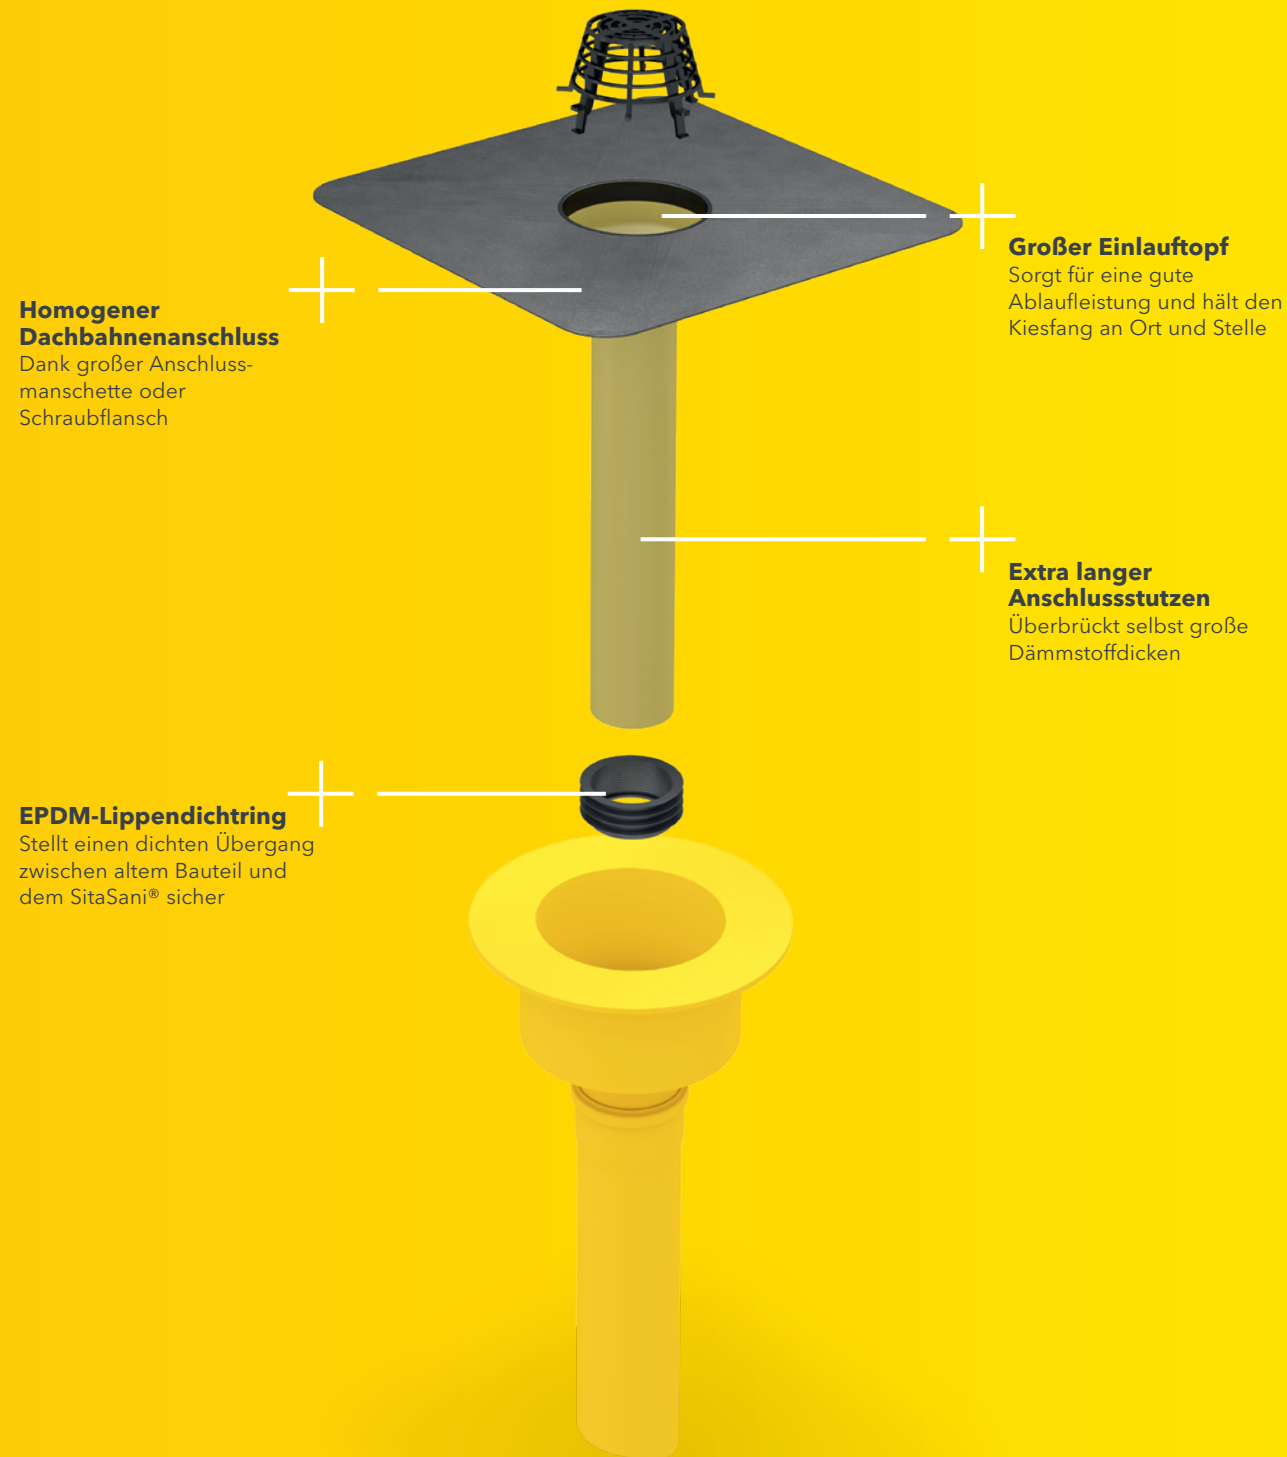 Großer Einlauftopf
Sorgt für eine gute
Ablaufleistung und hält den
Kiesfang an Ort und Stelle
Homogener
Dachbahnenanschluss
Dank großer Anschluss-
manschette oder
Schraubflansch
Extra langer
Anschlussstutzen
Überbrückt selbst große
Dämmstoffdicken
EPDM-Lippendichtring
Stellt einen dichten Übergang
zwischen altem Bauteil und
dem SitaSani® sicher